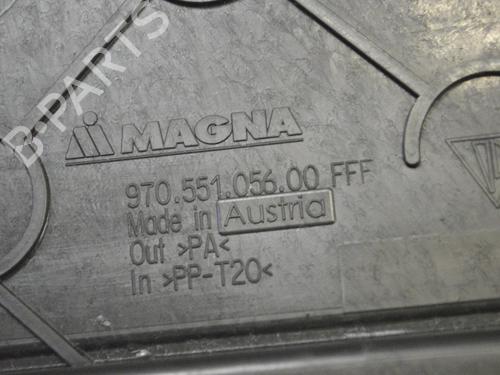 B-PARTS
MAGNA
970.551.056.00 FFF
Made in Austria
Out >PA<
In >PP-T20<